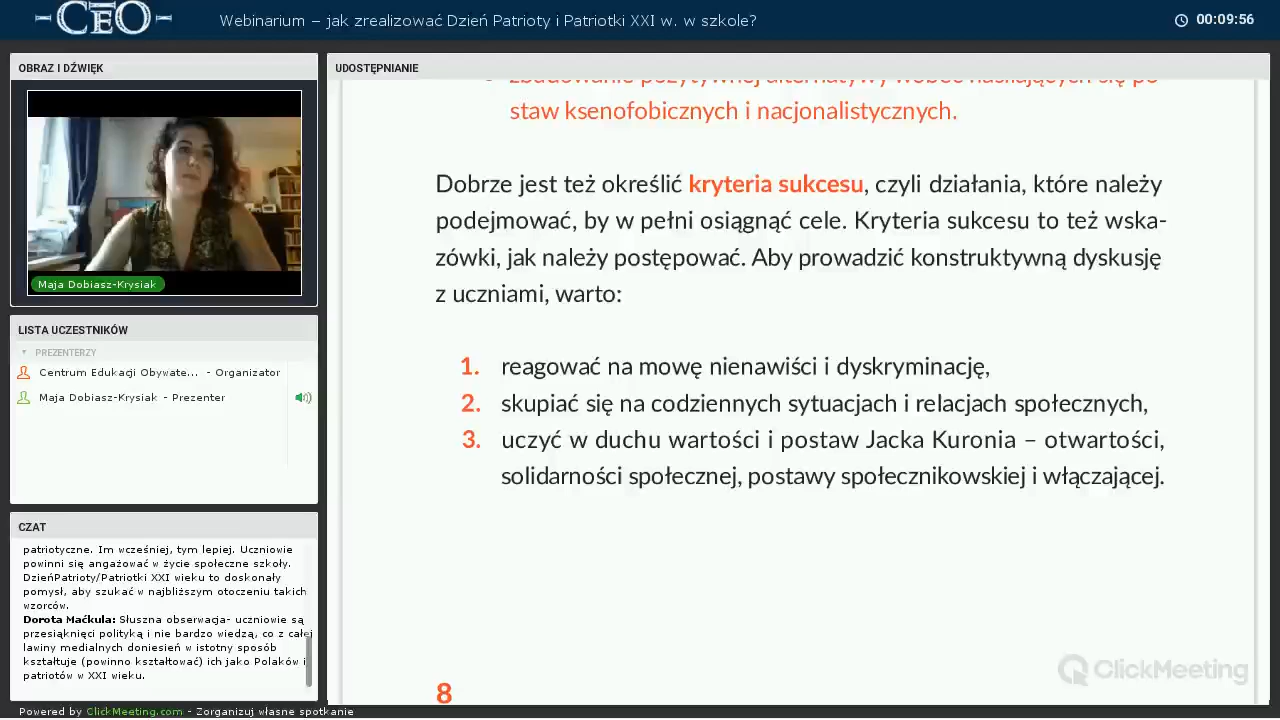 CEO
Webinarium – jak zrealizować Dzień Patrioty i Patriotki XXI w. w szkole?
00:09:56
OBRAZ I DŹWIĘK
Maja Dobiasz-Krysiak
LISTA UCZESTNIKÓW
PREZENTERZY
Centrum Edukacji Obywate... - Organizator
Maja Dobiasz-Krysiak - Prezenter
CZAT
patriotyczne. Im wcześniej, tym lepiej. Uczniowie
powinni się angażować w życie społeczne szkoły.
DzieńPatrioty/Patriotki XXI wieku to doskonały
pomysł, aby szukać w najbliższym otoczeniu takich
wzorców.
Dorota Maćkula: Słuszna obserwacja- uczniowie są
przesiąknięci polityką i nie bardzo wiedzą, co z całej
lawiny medialnych doniesień w istotny sposób
kształtuje (powinno kształtować) ich jako Polaków i
patriotów w XXI wieku.
UDOSTĘPNIANIE
zbudowanie pozytywnej alternatywy wobec nasilających się po-
staw ksenofobicznych i nacjonalistycznych.
Dobrze jest też określić kryteria sukcesu, czyli działania, które należy
podejmować, by w pełni osiągnąć cele. Kryteria sukcesu to też wska-
zówki, jak należy postępować. Aby prowadzić konstruktywną dyskusję
z uczniami, warto:
1. reagować na mowę nienawiści i dyskryminację,
2. skupiać się na codziennych sytuacjach i relacjach społecznych,
3. uczyć w duchu wartości i postaw Jacka Kuronia – otwartości,
solidarności społecznej, postawy społecznikowskiej i włączającej.
8
ClickMeeting
Powered by ClickMeeting.com - Zorganizuj własne spotkanie